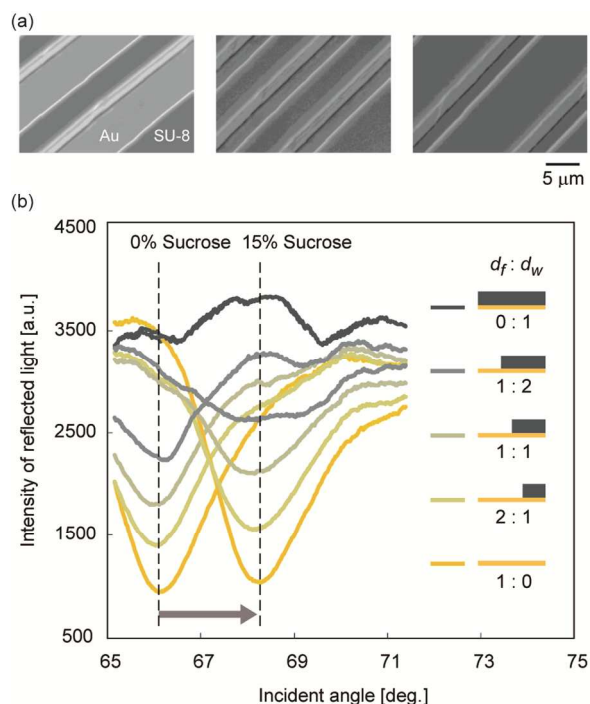 (a)
Au
SU-8
5 μm
(b)
Intensity of reflected light [a.u.]
4500
3500
2500
1500
500
0% Sucrose
15% Sucrose
d_f : d_w
0 : 1
1 : 2
1 : 1
2 : 1
1 : 0
65
67
69
71
73
75
Incident angle [deg.]